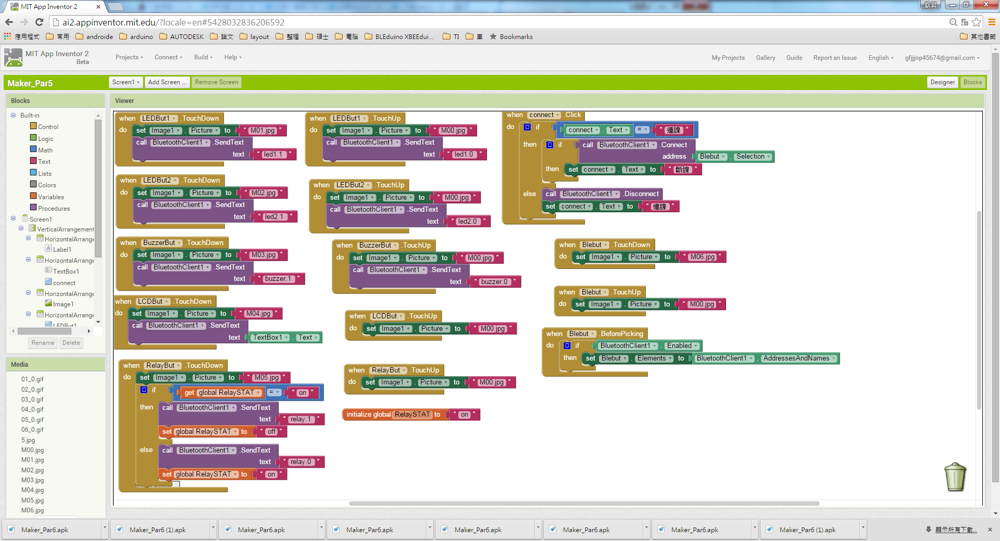 MIT App Inventor 2
欽昇
ai2.appinventor.mit.edu/?locale=en#5428032836206592
應用程式 常用 androide arduino AUTODESK 論文 layout 整理 碩士 電腦 BLEduino XBEEdui... TI 車 Bookmarks 其他書籤
MIT App Inventor 2
Beta
Projects Connect Build Help My Projects Gallery Guide Report an Issue English gfjjjop45674@gmail.com
Maker_Par5 Screen1 Add Screen ... Remove Screen Designer Blocks
Blocks
Built-in
Control
Logic
Math
Text
Lists
Colors
Variables
Procedures
Screen1
VerticalArrangement
HorizontalArrange
Label1
HorizontalArrange
TextBox1
connect
HorizontalArrange
Image1
HorizontalArrange
LEDBut1
Rename Delete
Media
01_0.gif
02_0.gif
03_0.gif
04_0.gif
05_0.gif
06_0.gif
5.jpg
M00.jpg
M01.jpg
M02.jpg
M03.jpg
M04.jpg
M05.jpg
M06.jpg
Viewer
when LEDBut1 .TouchDown
do set Image1 . Picture to " M01.jpg "
call BluetoothClient1 .SendText
text " led1.1 "
when LEDBut2 .TouchDown
do set Image1 . Picture to " M02.jpg "
call BluetoothClient1 .SendText
text " led2.1 "
when BuzzerBut .TouchDown
do set Image1 . Picture to " M03.jpg "
call BluetoothClient1 .SendText
text " buzzer.1 "
when LCDBut .TouchDown
do set Image1 . Picture to " M04.jpg "
call BluetoothClient1 .SendText
text TextBox1 . Text
when RelayBut .TouchDown
do set Image1 . Picture to " M05.jpg "
if get global RelaySTAT = " on "
then call BluetoothClient1 .SendText
text " relay.1 "
set global RelaySTAT to " off "
else call BluetoothClient1 .SendText
text " relay.0 "
set global RelaySTAT to " on "
when LEDBut1 .TouchUp
do set Image1 . Picture to " M00.jpg "
call BluetoothClient1 .SendText
text " led1.0 "
when LEDBut2 .TouchUp
do set Image1 . Picture to " M00.jpg "
call BluetoothClient1 .SendText
text " led2.0 "
when BuzzerBut .TouchUp
do set Image1 . Picture to " M00.jpg "
call BluetoothClient1 .SendText
text " buzzer.0 "
when LCDBut .TouchUp
do set Image1 . Picture to " M00.jpg "
when RelayBut .TouchUp
do set Image1 . Picture to " M00.jpg "
initialize global RelaySTAT to " on "
when connect .Click
do if connect . Text = " 連線 "
then if call BluetoothClient1 .Connect
address Blebut . Selection
then set connect . Text to " 斷線 "
else call BluetoothClient1 .Disconnect
set connect . Text to " 連線 "
when Blebut .TouchDown
do set Image1 . Picture to " M06.jpg "
when Blebut .TouchUp
do set Image1 . Picture to " M00.jpg "
when Blebut .BeforePicking
do if BluetoothClient1 . Enabled
then set Blebut . Elements to BluetoothClient1 . AddressesAndNames
Maker_Par6.apk Maker_Par6 (1).apk Maker_Par6.apk Maker_Par6.apk Maker_Par6.apk Maker_Par6.apk Maker_Par6.apk Maker_Par6 (1).apk 顯示所有下載...